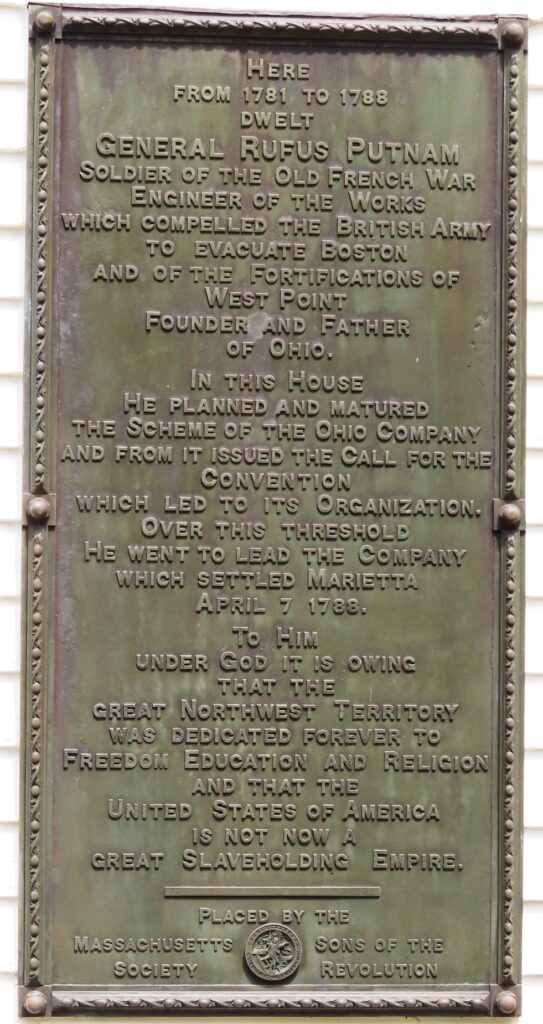 HERE
FROM 1781 TO 1788
DWELT
GENERAL RUFUS PUTNAM
SOLDIER OF THE OLD FRENCH WAR
ENGINEER OF THE WORKS
WHICH COMPELLED THE BRITISH ARMY
TO EVACUATE BOSTON
AND OF THE FORTIFICATIONS OF
WEST POINT
FOUNDER AND FATHER
OF OHIO.
IN THIS HOUSE
HE PLANNED AND MATURED
THE SCHEME OF THE OHIO COMPANY
AND FROM IT ISSUED THE CALL FOR THE
CONVENTION
WHICH LED TO ITS ORGANIZATION.
OVER THIS THRESHOLD
HE WENT TO LEAD THE COMPANY
WHICH SETTLED MARIETTA
APRIL 7 1788.
TO HIM
UNDER GOD IT IS OWING
THAT THE
GREAT NORTHWEST TERRITORY
WAS DEDICATED FOREVER TO
FREEDOM EDUCATION AND RELIGION
AND THAT THE
UNITED STATES OF AMERICA
IS NOT NOW A
GREAT SLAVEHOLDING EMPIRE.
PLACED BY THE
MASSACHUSETTS SONS OF THE
SOCIETY REVOLUTION